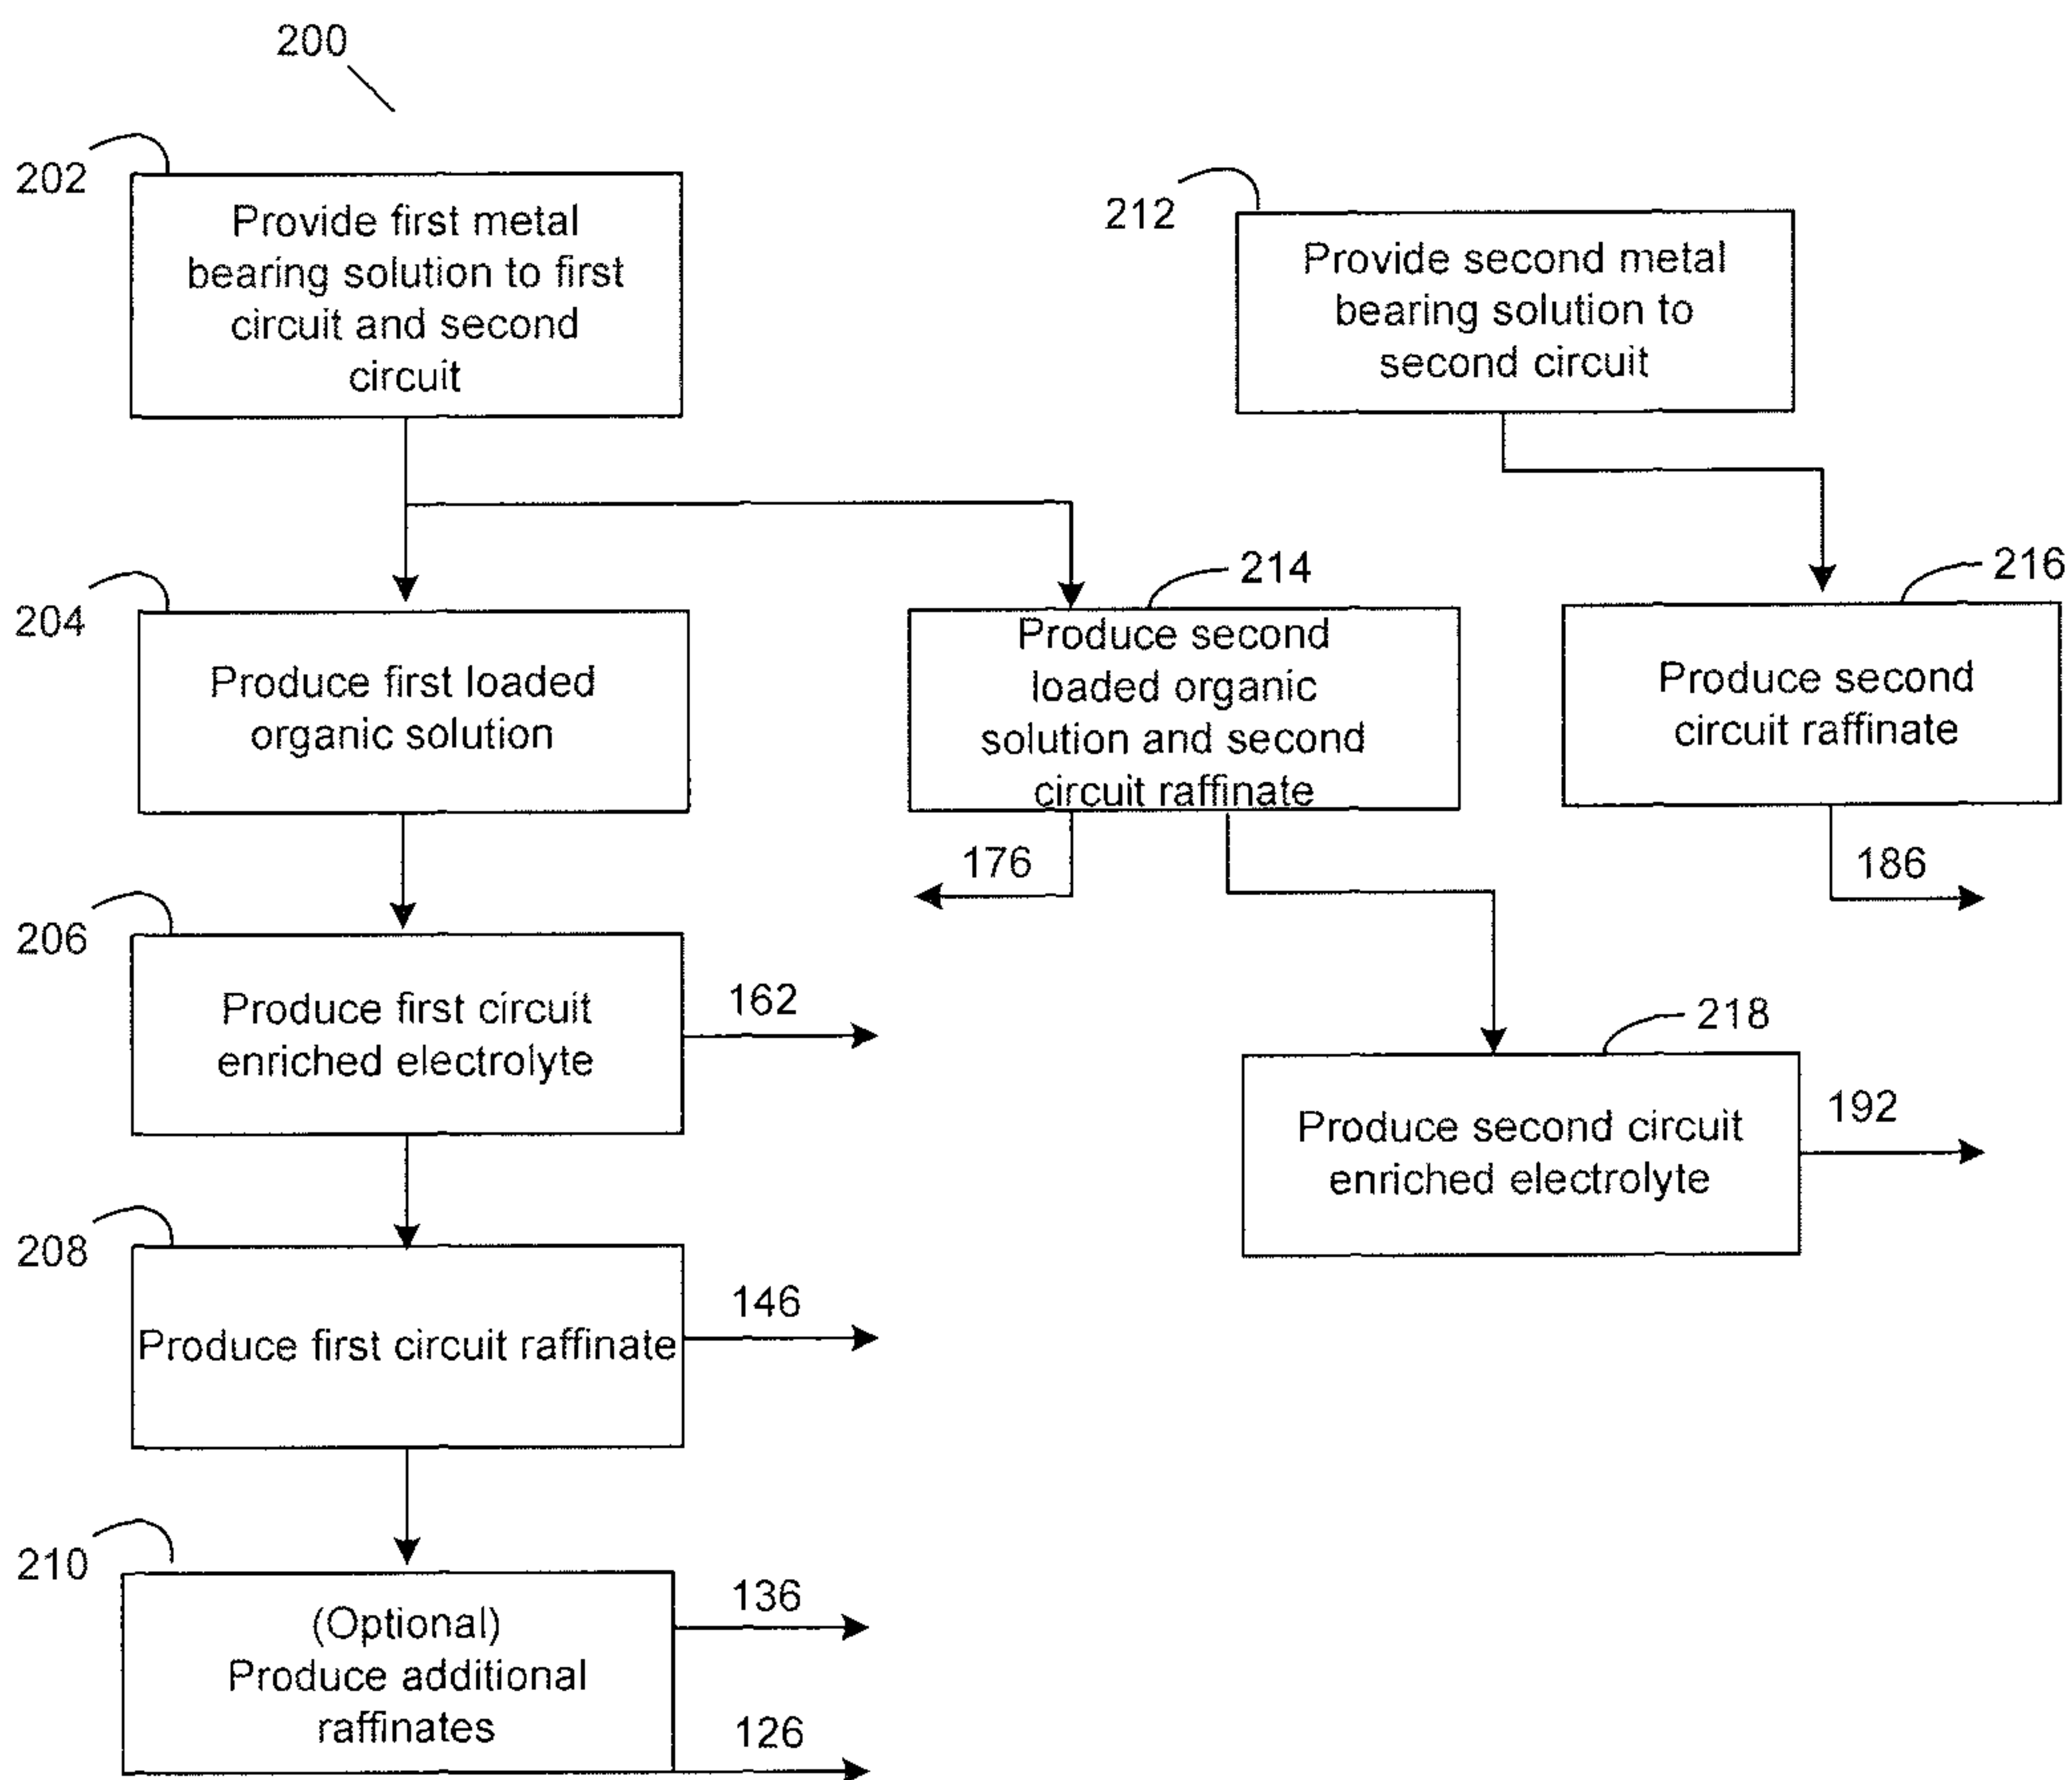 200
202
Provide first metal
bearing solution to first
circuit and second
circuit
212
Provide second metal
bearing solution to
second circuit
204
Produce first loaded
organic solution
214
Produce second
loaded organic
solution and second
circuit raffinate
216
Produce second
circuit raffinate
176
186
206
Produce first circuit
enriched electrolyte
162
218
Produce second circuit
enriched electrolyte
192
208
Produce first circuit raffinate
146
210
(Optional)
Produce additional
raffinates
136
126